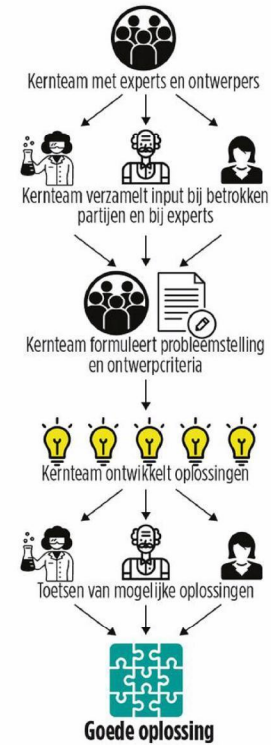 Kernteam met experts en ontwerpers
Kernteam verzamelt input bij betrokken
partijen en bij experts
Kernteam formuleert probleemstelling
en ontwerpcriteria
Kernteam ontwikkelt oplossingen
Toetsen van mogelijke oplossingen
Goede oplossing